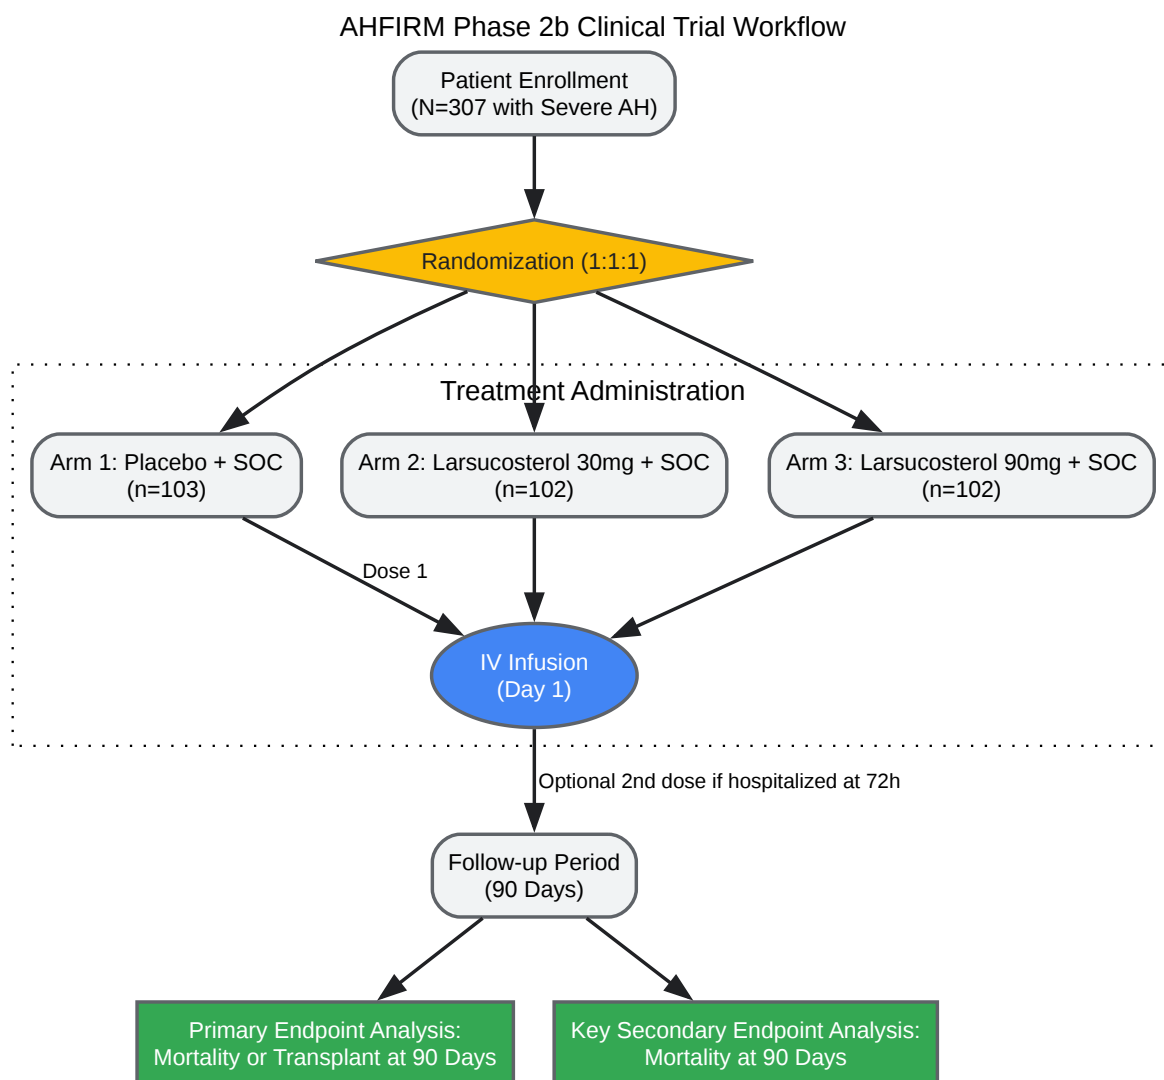 AHFIRM Phase 2b Clinical Trial Workflow
Patient Enrollment
(N=307 with Severe AH)
Randomization (1:1:1)
Treatment Administration
Arm 1: Placebo + SOC
(n=103)
Arm 2: Larsucosterol 30mg + SOC
(n=102)
Arm 3: Larsucosterol 90mg + SOC
(n=102)
Dose 1
IV Infusion
(Day 1)
Optional 2nd dose if hospitalized at 72h
Follow-up Period
(90 Days)
Primary Endpoint Analysis:
Mortality or Transplant at 90 Days
Key Secondary Endpoint Analysis:
Mortality at 90 Days